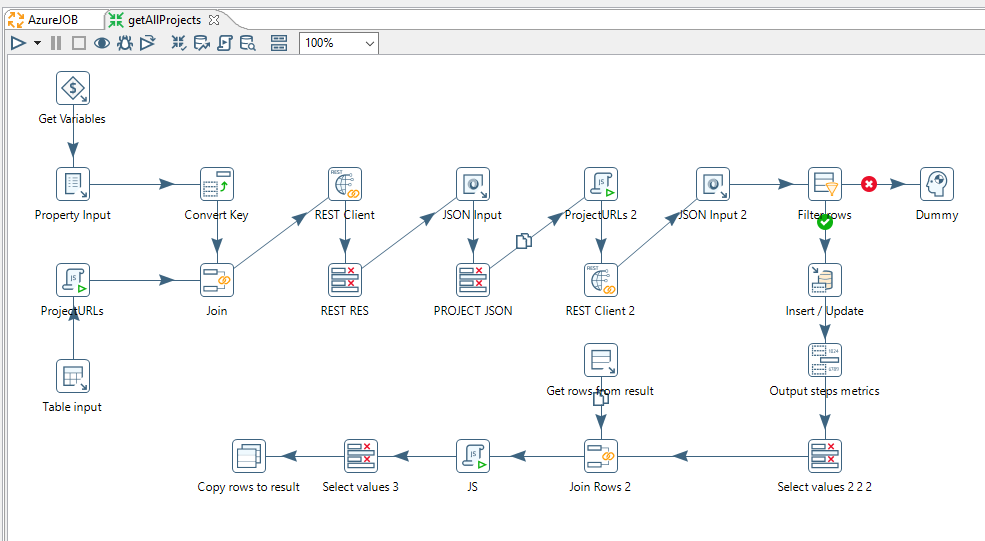 AzureJOB
getAllProjects
100%
Get Variables
Property Input
Convert Key
REST Client
JSON Input
ProjectURLs 2
JSON Input 2
Filter rows
Dummy
ProjectURLs
Join
REST RES
PROJECT JSON
REST Client 2
Insert / Update
Table input
Get rows from result
Output steps metrics
Copy rows to result
Select values 3
JS
Join Rows 2
Select values 2 2 2